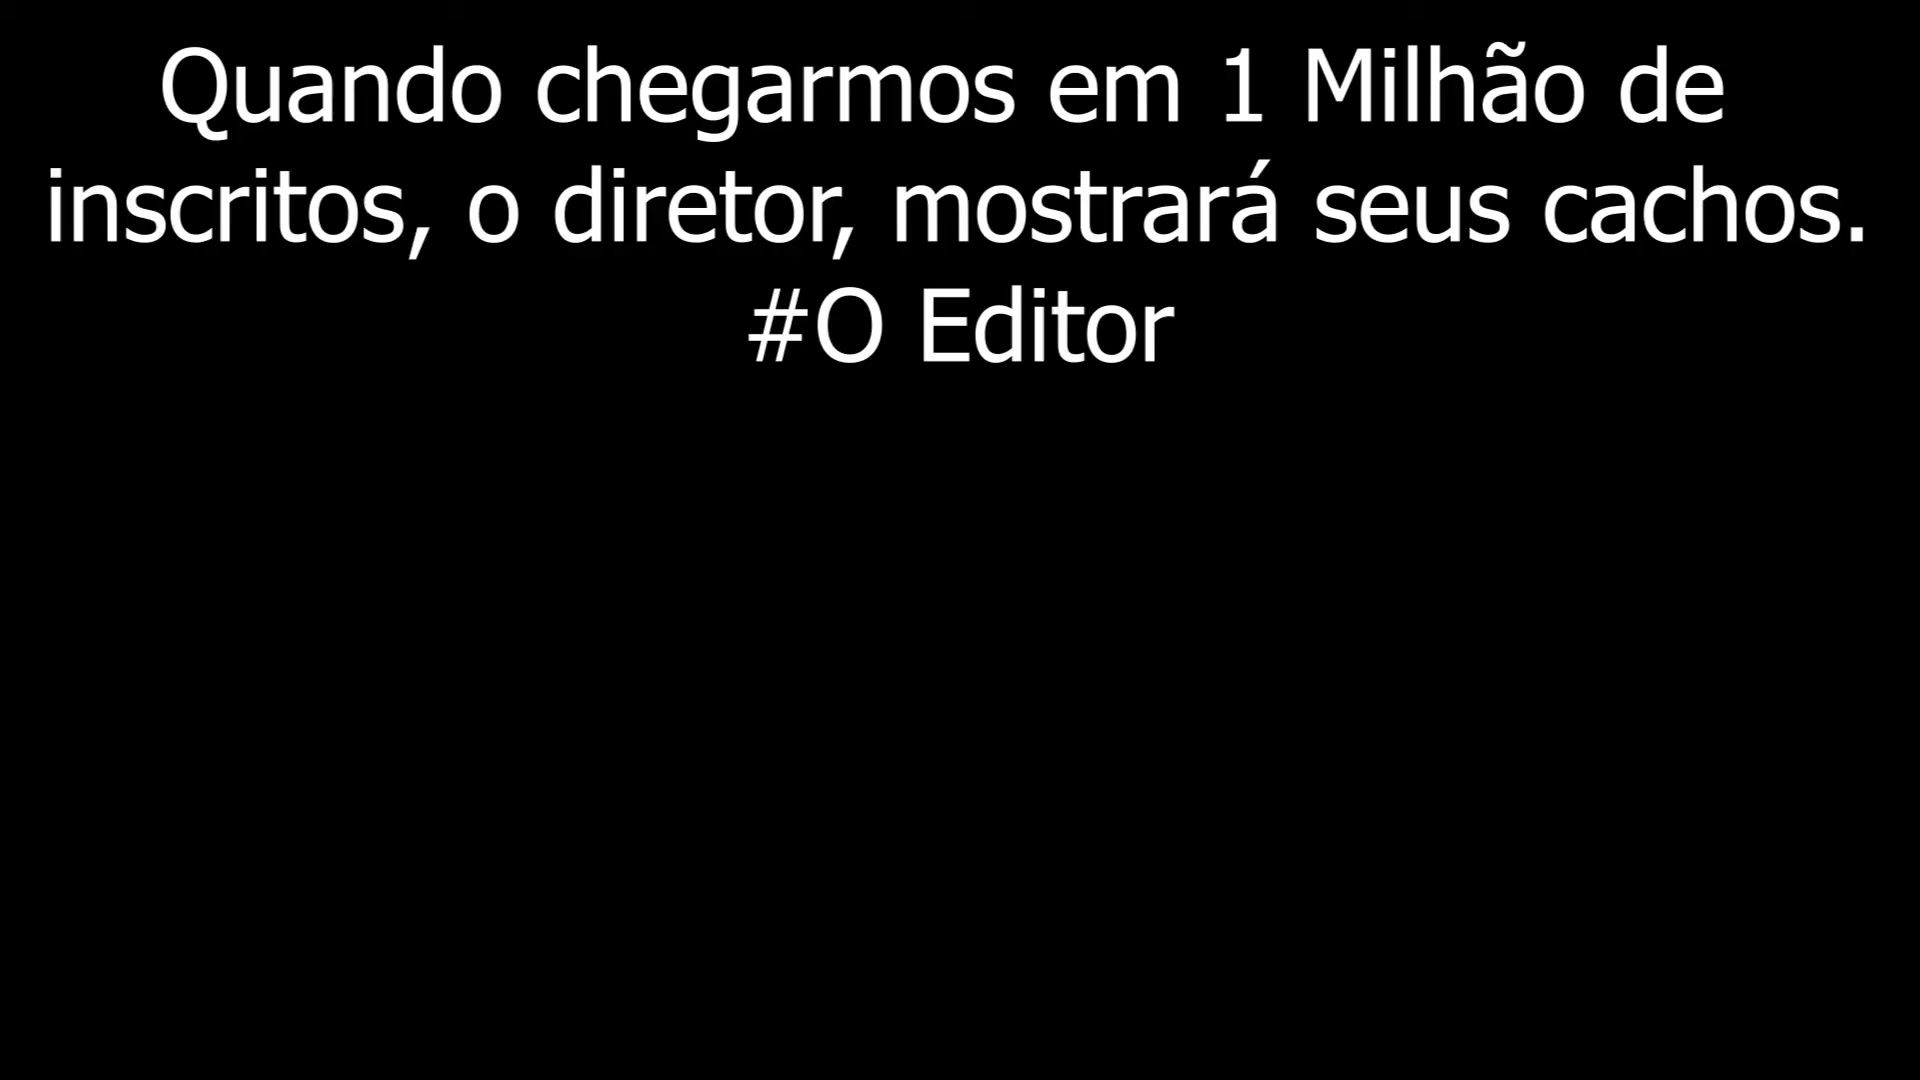 Quando chegarmos em 1 Milhão de
inscritos, o diretor, mostrará seus cachos.
#O Editor